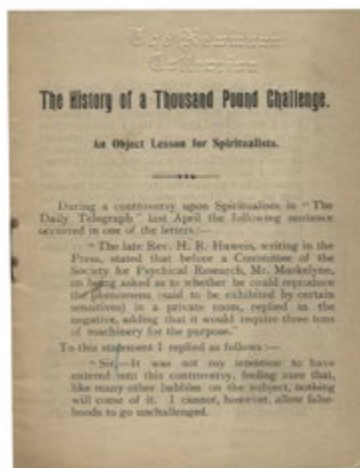 The Newmann
Collection
The History of a Thousand Pound Challenge.
An Object Lesson for Spiritualists.
During a controversy upon Spiritualism in "The
Daily Telegraph" last April the following sentence
occurred in one of the letters:—
"The late Rev. H. R. Haweis, writing in the
Press, stated that before a Committee of the
Society for Psychical Research, Mr. Maskelyne,
on being asked as to whether he could reproduce
the phenomena (said to be exhibited by certain
sensitives) in a private room, replied in the
negative, adding that it would require three tons
of machinery for the purpose."
To this statement I replied as follows :—
"Sir,—It was not my intention to have
entered into this controversy, feeling sure that,
like many other bubbles on the subject, nothing
will come of it. I cannot, however, allow false-
hoods to go unchallenged.